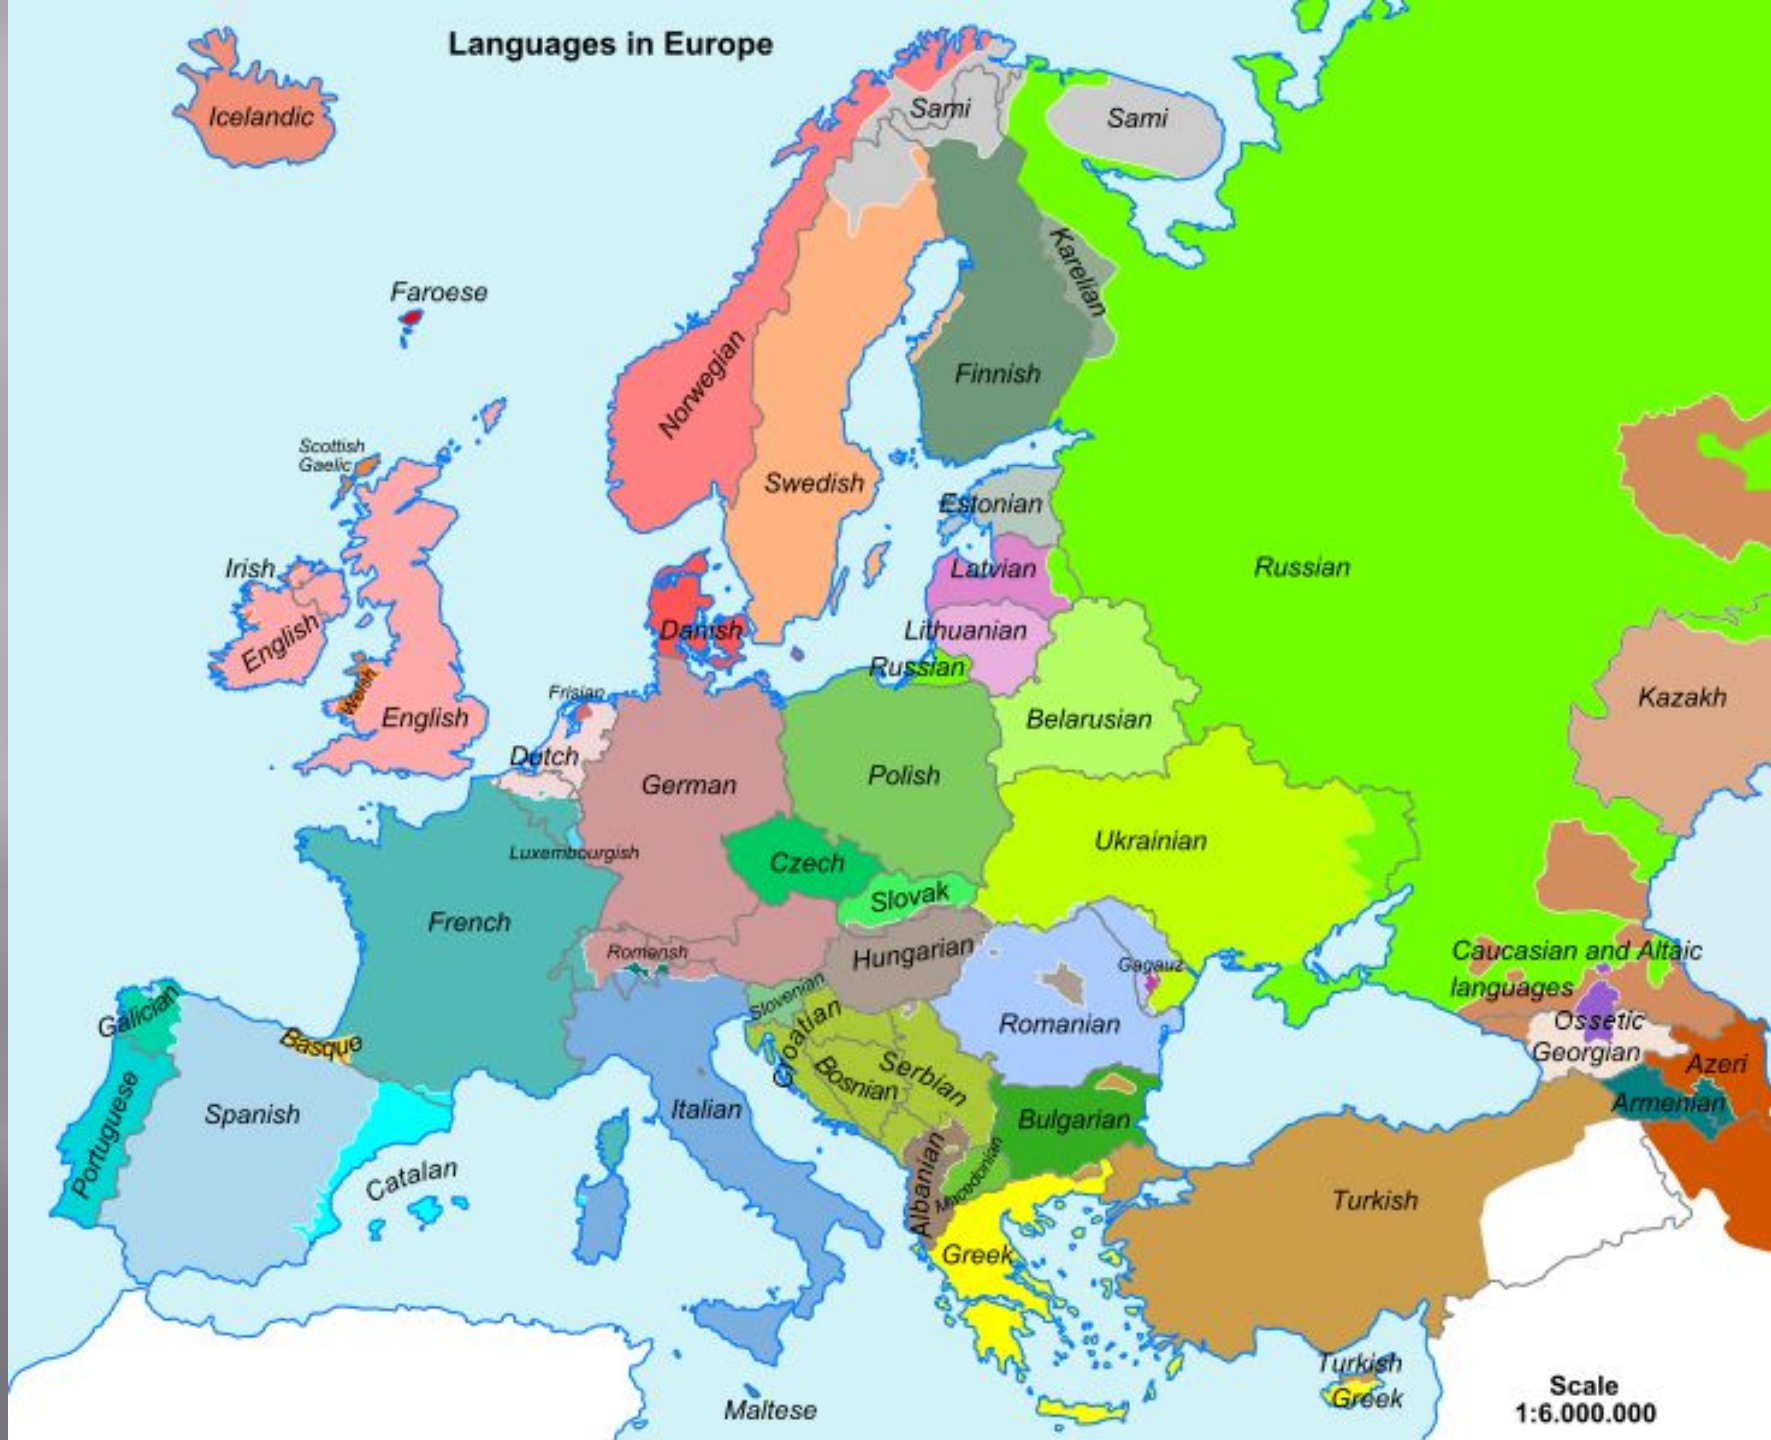 Languages in Europe
Icelandic
Sami
Sami
Karelian
Faroese
Norwegian
Finnish
Scottish
Gaelic
Swedish
Estonian
Irish
Latvian
Russian
English
Danish
Lithuanian
Russian
Welsh
English
Frisian
Kazakh
Belarusian
Dutch
German
Polish
Ukrainian
Luxembourgish
Czech
Slovak
French
Romansh
Hungarian
Gagauz
Caucasian and Altaic
languages
Galician
Slovenian
Croatian
Romanian
Ossetic
Basque
Georgian
Bosnian
Serbian
Azeri
Portuguese
Spanish
Italian
Bulgarian
Armenian
Catalan
Albanian
Macedonian
Turkish
Greek
Turkish
Greek
Maltese
Scale
1:6.000.000